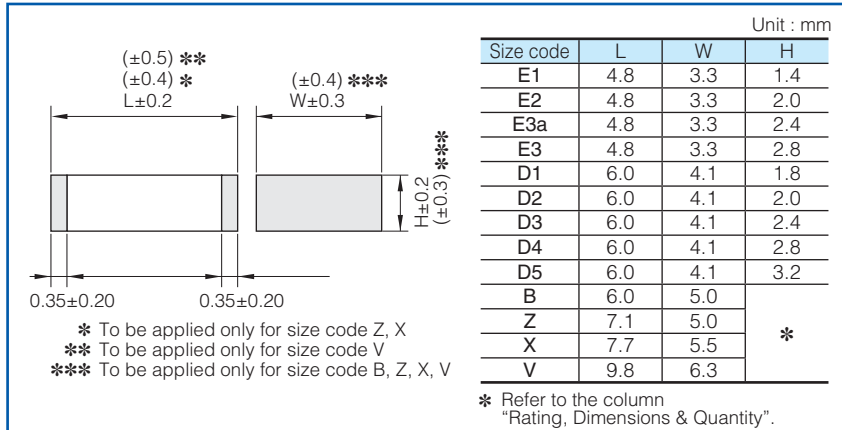 (±0.5) **
(±0.4) *
L±0.2
(±0.4) ***
W±0.3
H±0.2
(±0.3) ***
0.35±0.20
0.35±0.20
* To be applied only for size code Z, X
** To be applied only for size code V
*** To be applied only for size code B, Z, X, V
Unit : mm
Size code L W H
E1 4.8 3.3 1.4
E2 4.8 3.3 2.0
E3a 4.8 3.3 2.4
E3 4.8 3.3 2.8
D1 6.0 4.1 1.8
D2 6.0 4.1 2.0
D3 6.0 4.1 2.4
D4 6.0 4.1 2.8
D5 6.0 4.1 3.2
B 6.0 5.0
Z 7.1 5.0 *
X 7.7 5.5
V 9.8 6.3
* Refer to the column
“Rating, Dimensions & Quantity”.